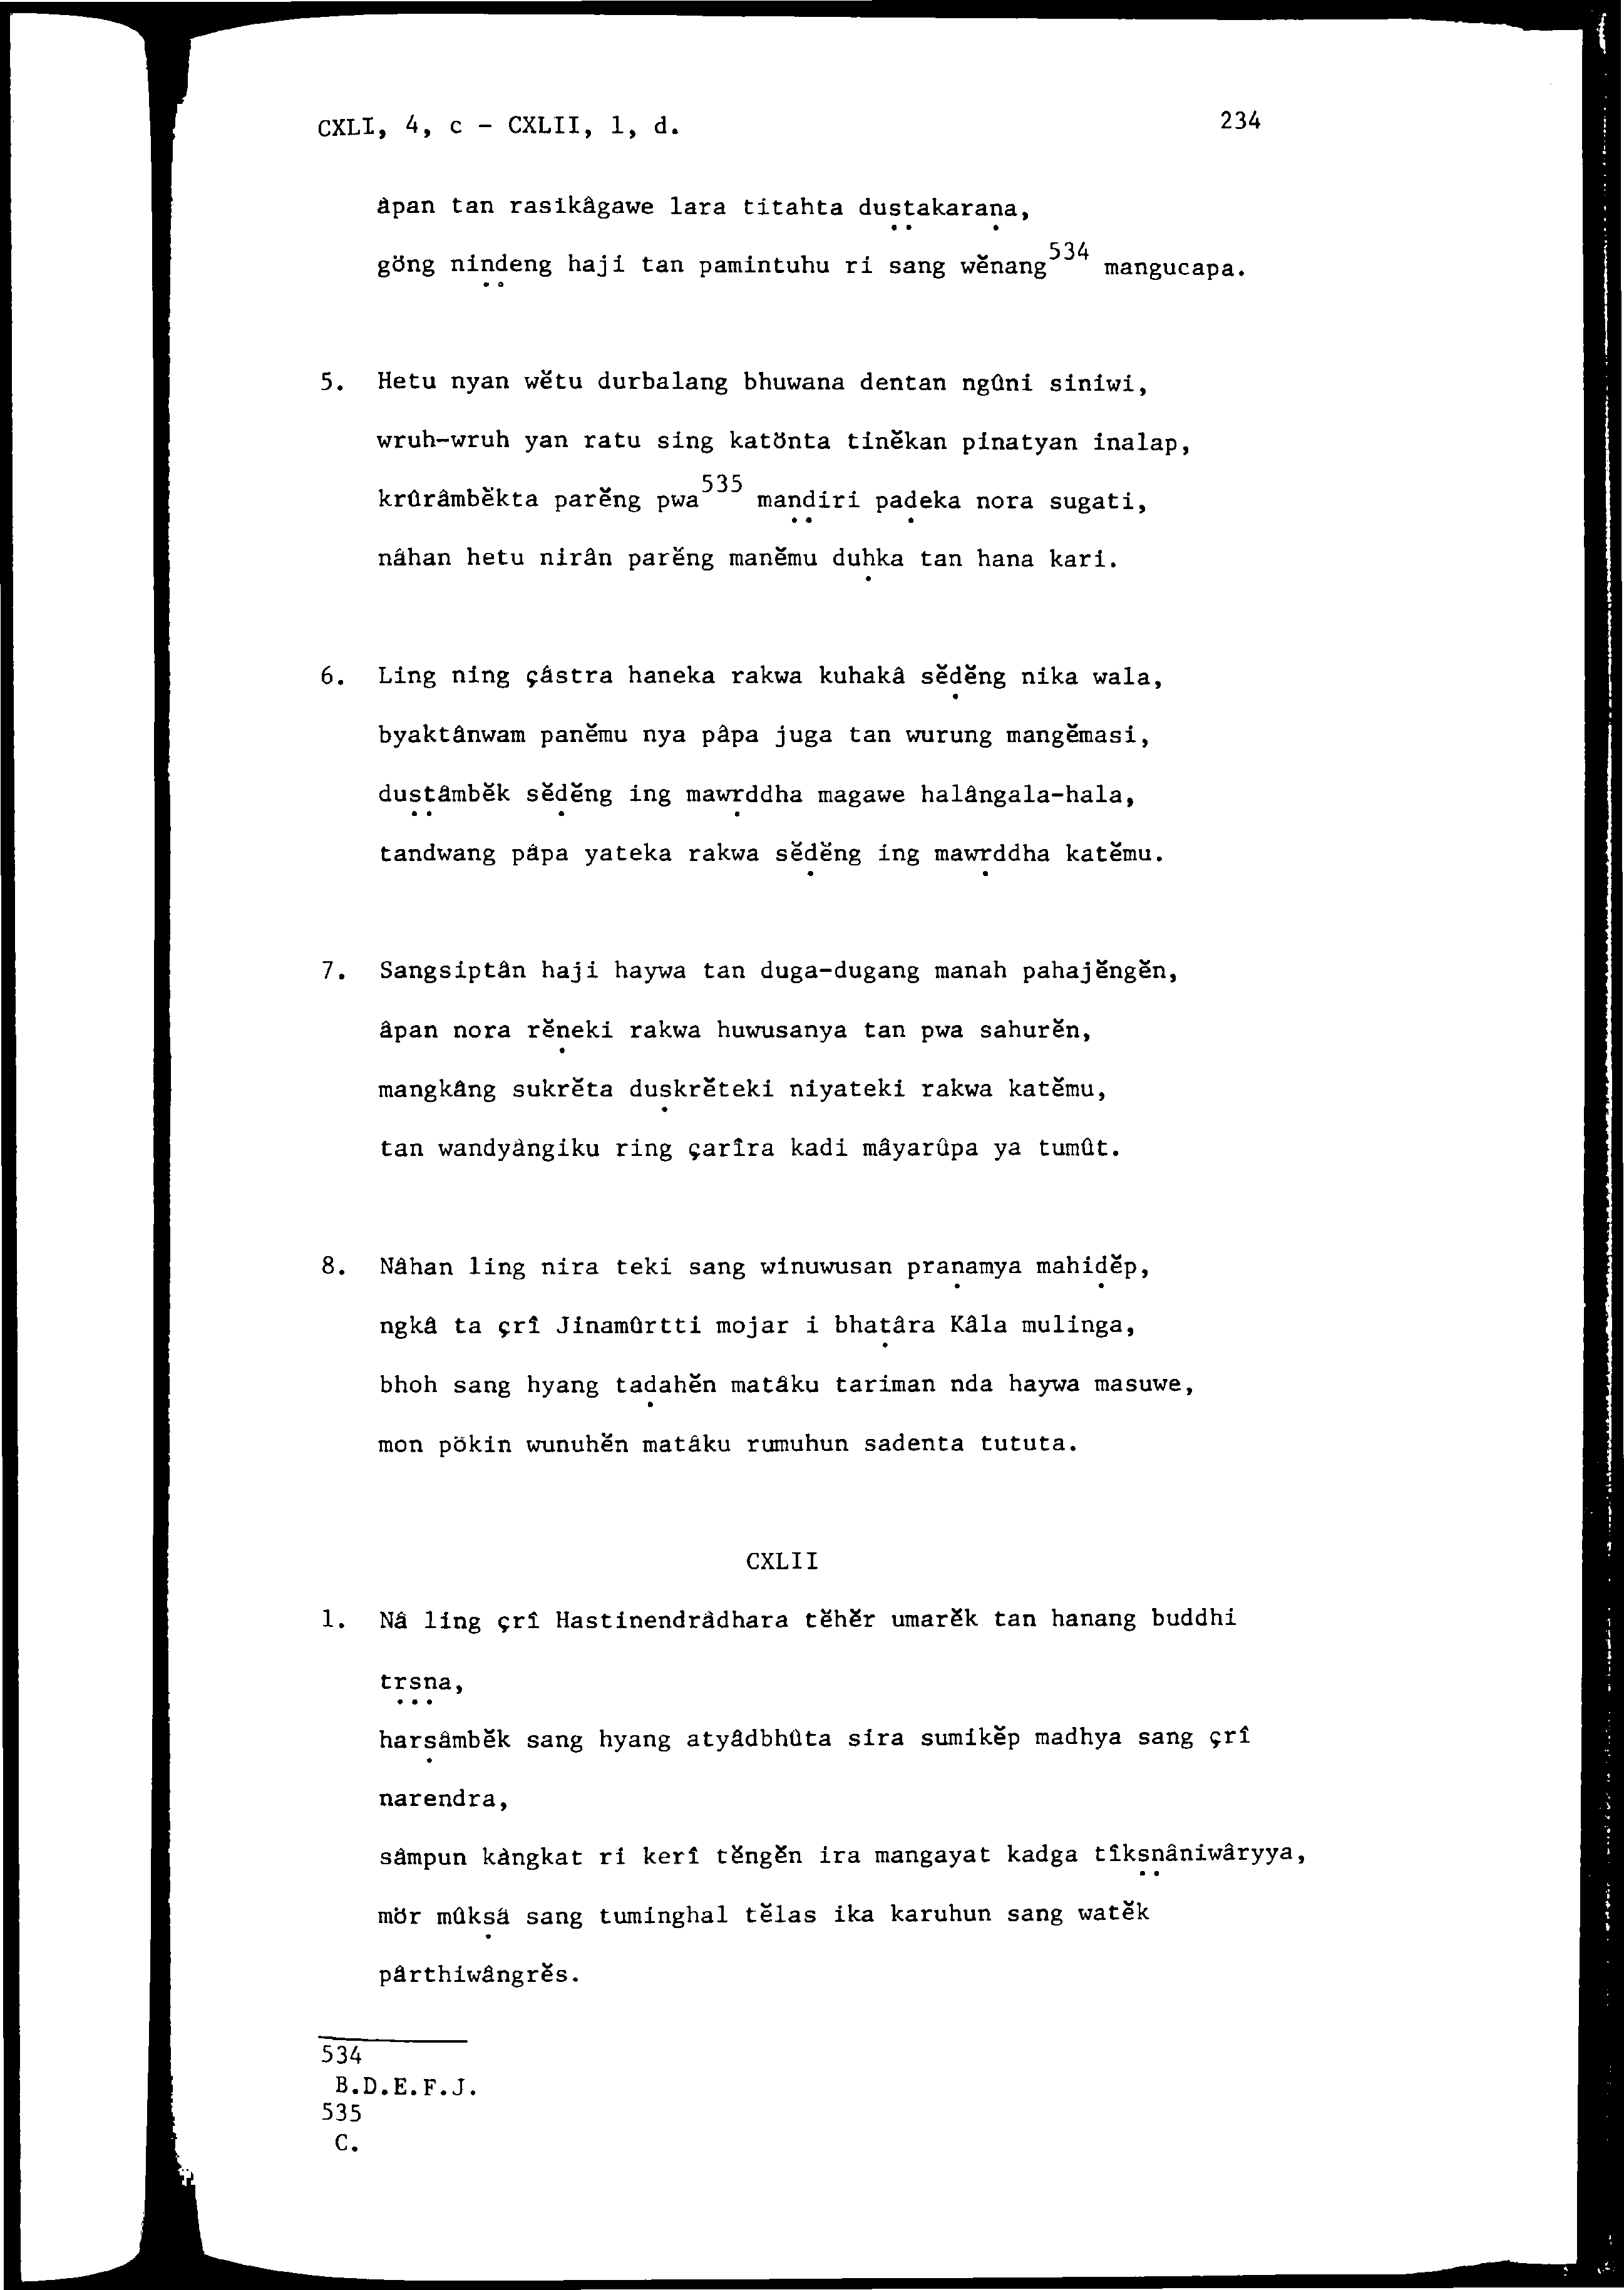 CXLI, 4, c - CXLII, 1, d.
234
âpan tan rasikâgawe lara titahta duṣṭakaraṇa,
göng niṇḍeng haji tan pamintuhu ri sang wĕnang534 mangucapa.
5. Hetu nyan wĕtu durbalang bhuwana dentan ngûni siniwi,
wruh-wruh yan ratu sing katönta tinĕkan pinatyan inalap,
krûrâmbĕkta parĕng pwa535 maṇḍiri paḍeka nora sugati,
nâhan hetu nirân parĕng manĕmu duḥka tan hana kari.
6. Ling ning çâstra haneka rakwa kuhakâ sĕḍĕng nika wala,
byaktânwam panĕmu nya pâpa juga tan wurung mangĕmasi,
duṣṭâmbĕk sĕḍĕng ing mawṛddha magawe halângala-hala,
tandwang pâpa yateka rakwa sĕḍĕng ing mawṛddha katĕmu.
7. Sangsiptân haji haywa tan duga-dugang manah pahajĕngĕn,
âpan nora rĕṇeki rakwa huwusanya tan pwa sahurĕn,
mangkâng sukrĕta duṣkrĕteki niyateki rakwa katĕmu,
tan wandyângiku ring çarîra kadi mâyarûpa ya tumût.
8. Nâhan ling nira teki sang winuwusan praṇamya mahiḍĕp,
ngkâ ta çrî Jinamûrtti mojar i bhaṭâra Kâla mulinga,
bhoh sang hyang taḍahĕn matâku tariman nda haywa masuwe,
mon pökin wunuhĕn matâku rumuhun sadenta tututa.
CXLII
1. Nâ ling çrî Hastinendrâdhara tĕhĕr umarĕk tan hanang buddhi
tṛṣṇa,
harṣâmbĕk sang hyang atyâdbhûta sira sumikĕp madhya sang çrî
narendra,
sâmpun kângkat ri kerî tĕngĕn ira mangayat kadga tîkṣṇâniwâryya,
mör mûkṣâ sang tuminghal tĕlas ika karuhun sang watĕk
pârthiwângrĕs.
534
B.D.E.F.J.
535
C.